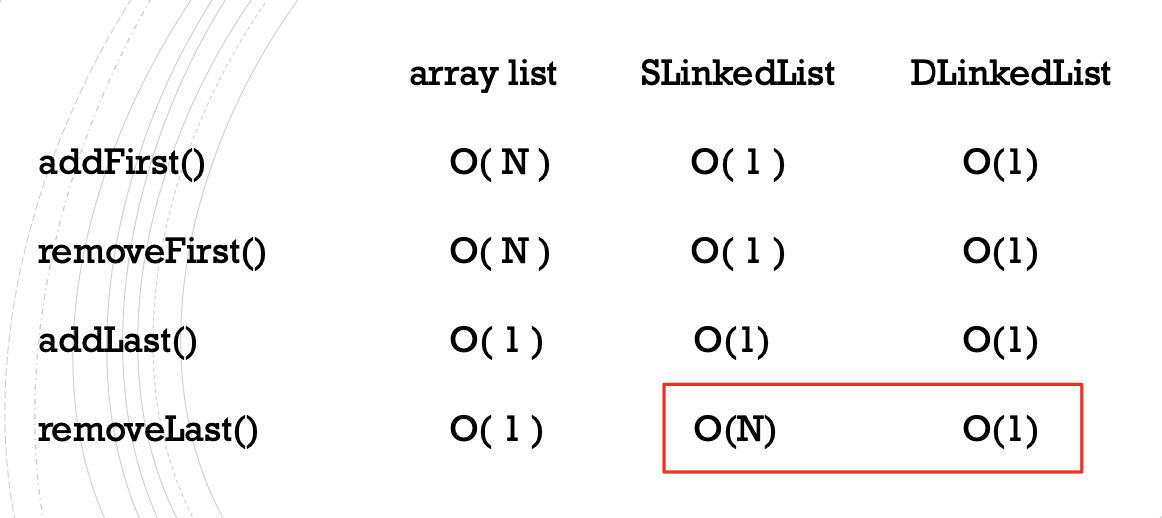 array list SLinkedList DLinkedList
addFirst() O( N ) O( 1 ) O(1)
removeFirst() O( N ) O( 1 ) O(1)
addLast() O( 1 ) O(1) O(1)
removeLast() O( 1 ) O(N) O(1)